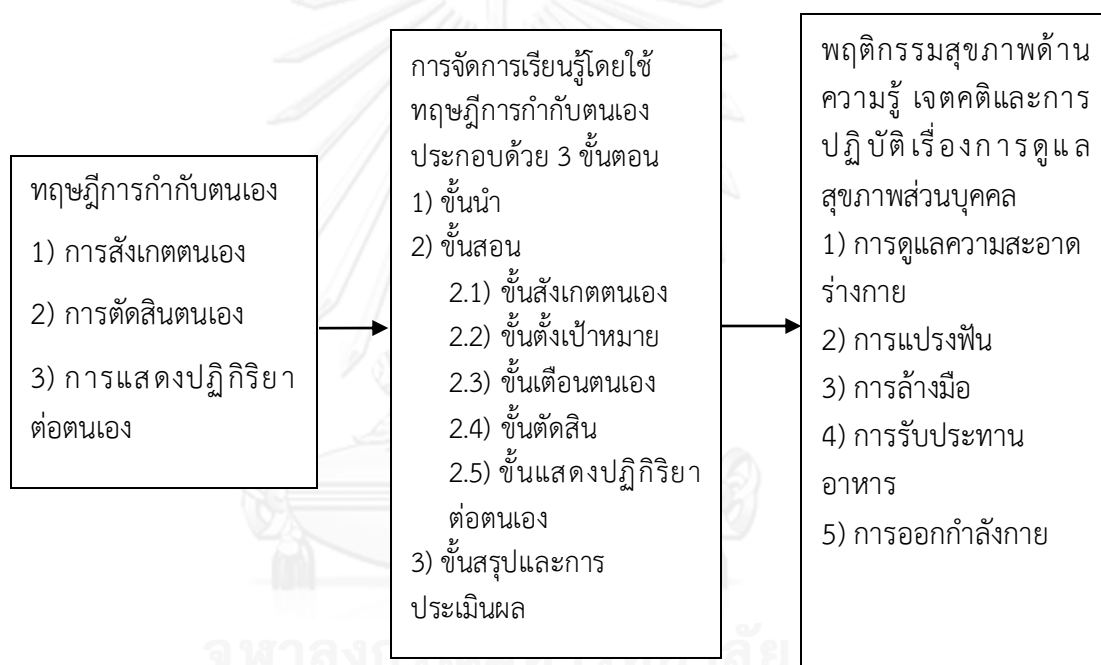 ทฤษฎีการกำกับตนเอง
1) การสังเกตตนเอง
2) การตัดสินตนเอง
3) การแสดงปฏิกิริยา
ต่อตนเอง
การจัดการเรียนรู้โดยใช้
ทฤษฎีการกำกับตนเอง
ประกอบด้วย 3 ขั้นตอน
1) ขั้นนำ
2) ขั้นสอน
2.1) ขั้นสังเกตตนเอง
2.2) ขั้นตั้งเป้าหมาย
2.3) ขั้นเตือนตนเอง
2.4) ขั้นตัดสิน
2.5) ขั้นแสดงปฏิกิริยา
ต่อตนเอง
3) ขั้นสรุปและการ
ประเมินผล
พฤติกรรมสุขภาพด้าน
ความรู้ เจตคติและการ
ปฏิบัติเรื่องการดูแล
สุขภาพส่วนบุคคล
1) การดูแลความสะอาด
ร่างกาย
2) การแปรงฟัน
3) การล้างมือ
4) การรับประทาน
อาหาร
5) การออกกำลังกาย